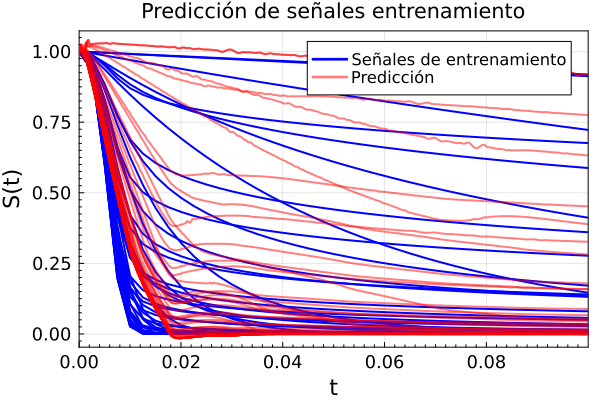 Predicción de señales entrenamiento
Señales de entrenamiento
Predicción
1.00
0.75
0.50
0.25
0.00
S(t)
0.00 0.02 0.04 0.06 0.08
t